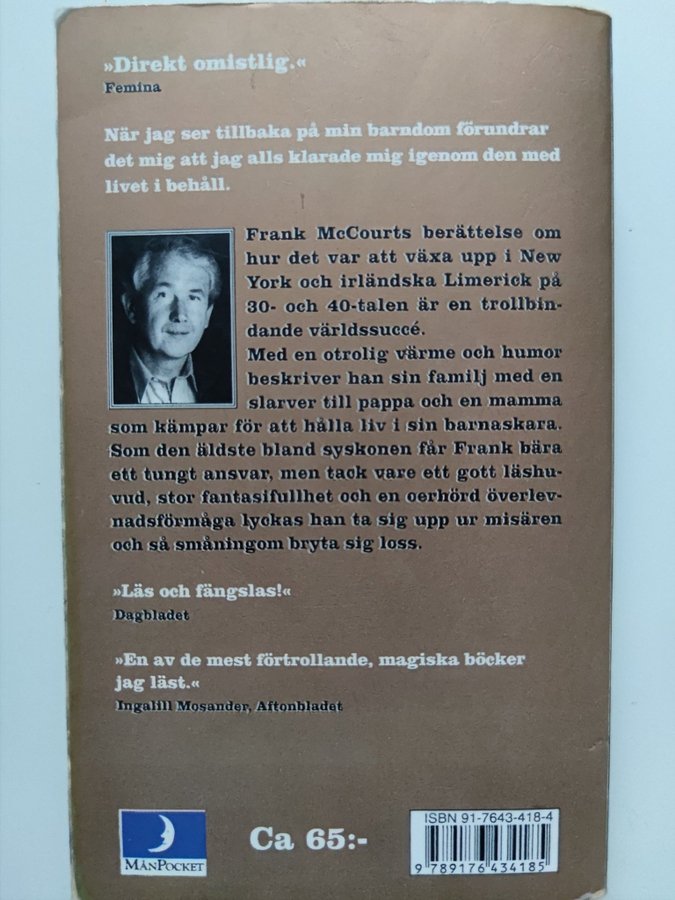 »Direkt omistlig.«
Femina
När jag ser tillbaka på min barndom förundrar
det mig att jag alls klarade mig igenom den med
livet i behåll.
Frank McCourts berättelse om
hur det var att växa upp i New
York och irländska Limerick på
30- och 40-talen är en trollbin-
dande världssuccé.
Med en otrolig värme och humor
beskriver han sin familj med en
slarver till pappa och en mamma
som kämpar för att hålla liv i sin barnaskara.
Som den äldste bland syskonen får Frank bära
ett tungt ansvar, men tack vare ett gott läshu-
vud, stor fantasifullhet och en oerhörd överlev-
nadsförmåga lyckas han ta sig upp ur misären
och så småningom bryta sig loss.
»Läs och fängslas!«
Dagbladet
»En av de mest förtrollande, magiska böcker
jag läst.«
Ingalill Mosander, Aftonbladet
MånPocket
Ca 65:-
ISBN 91-7643-418-4
9 789176 434185